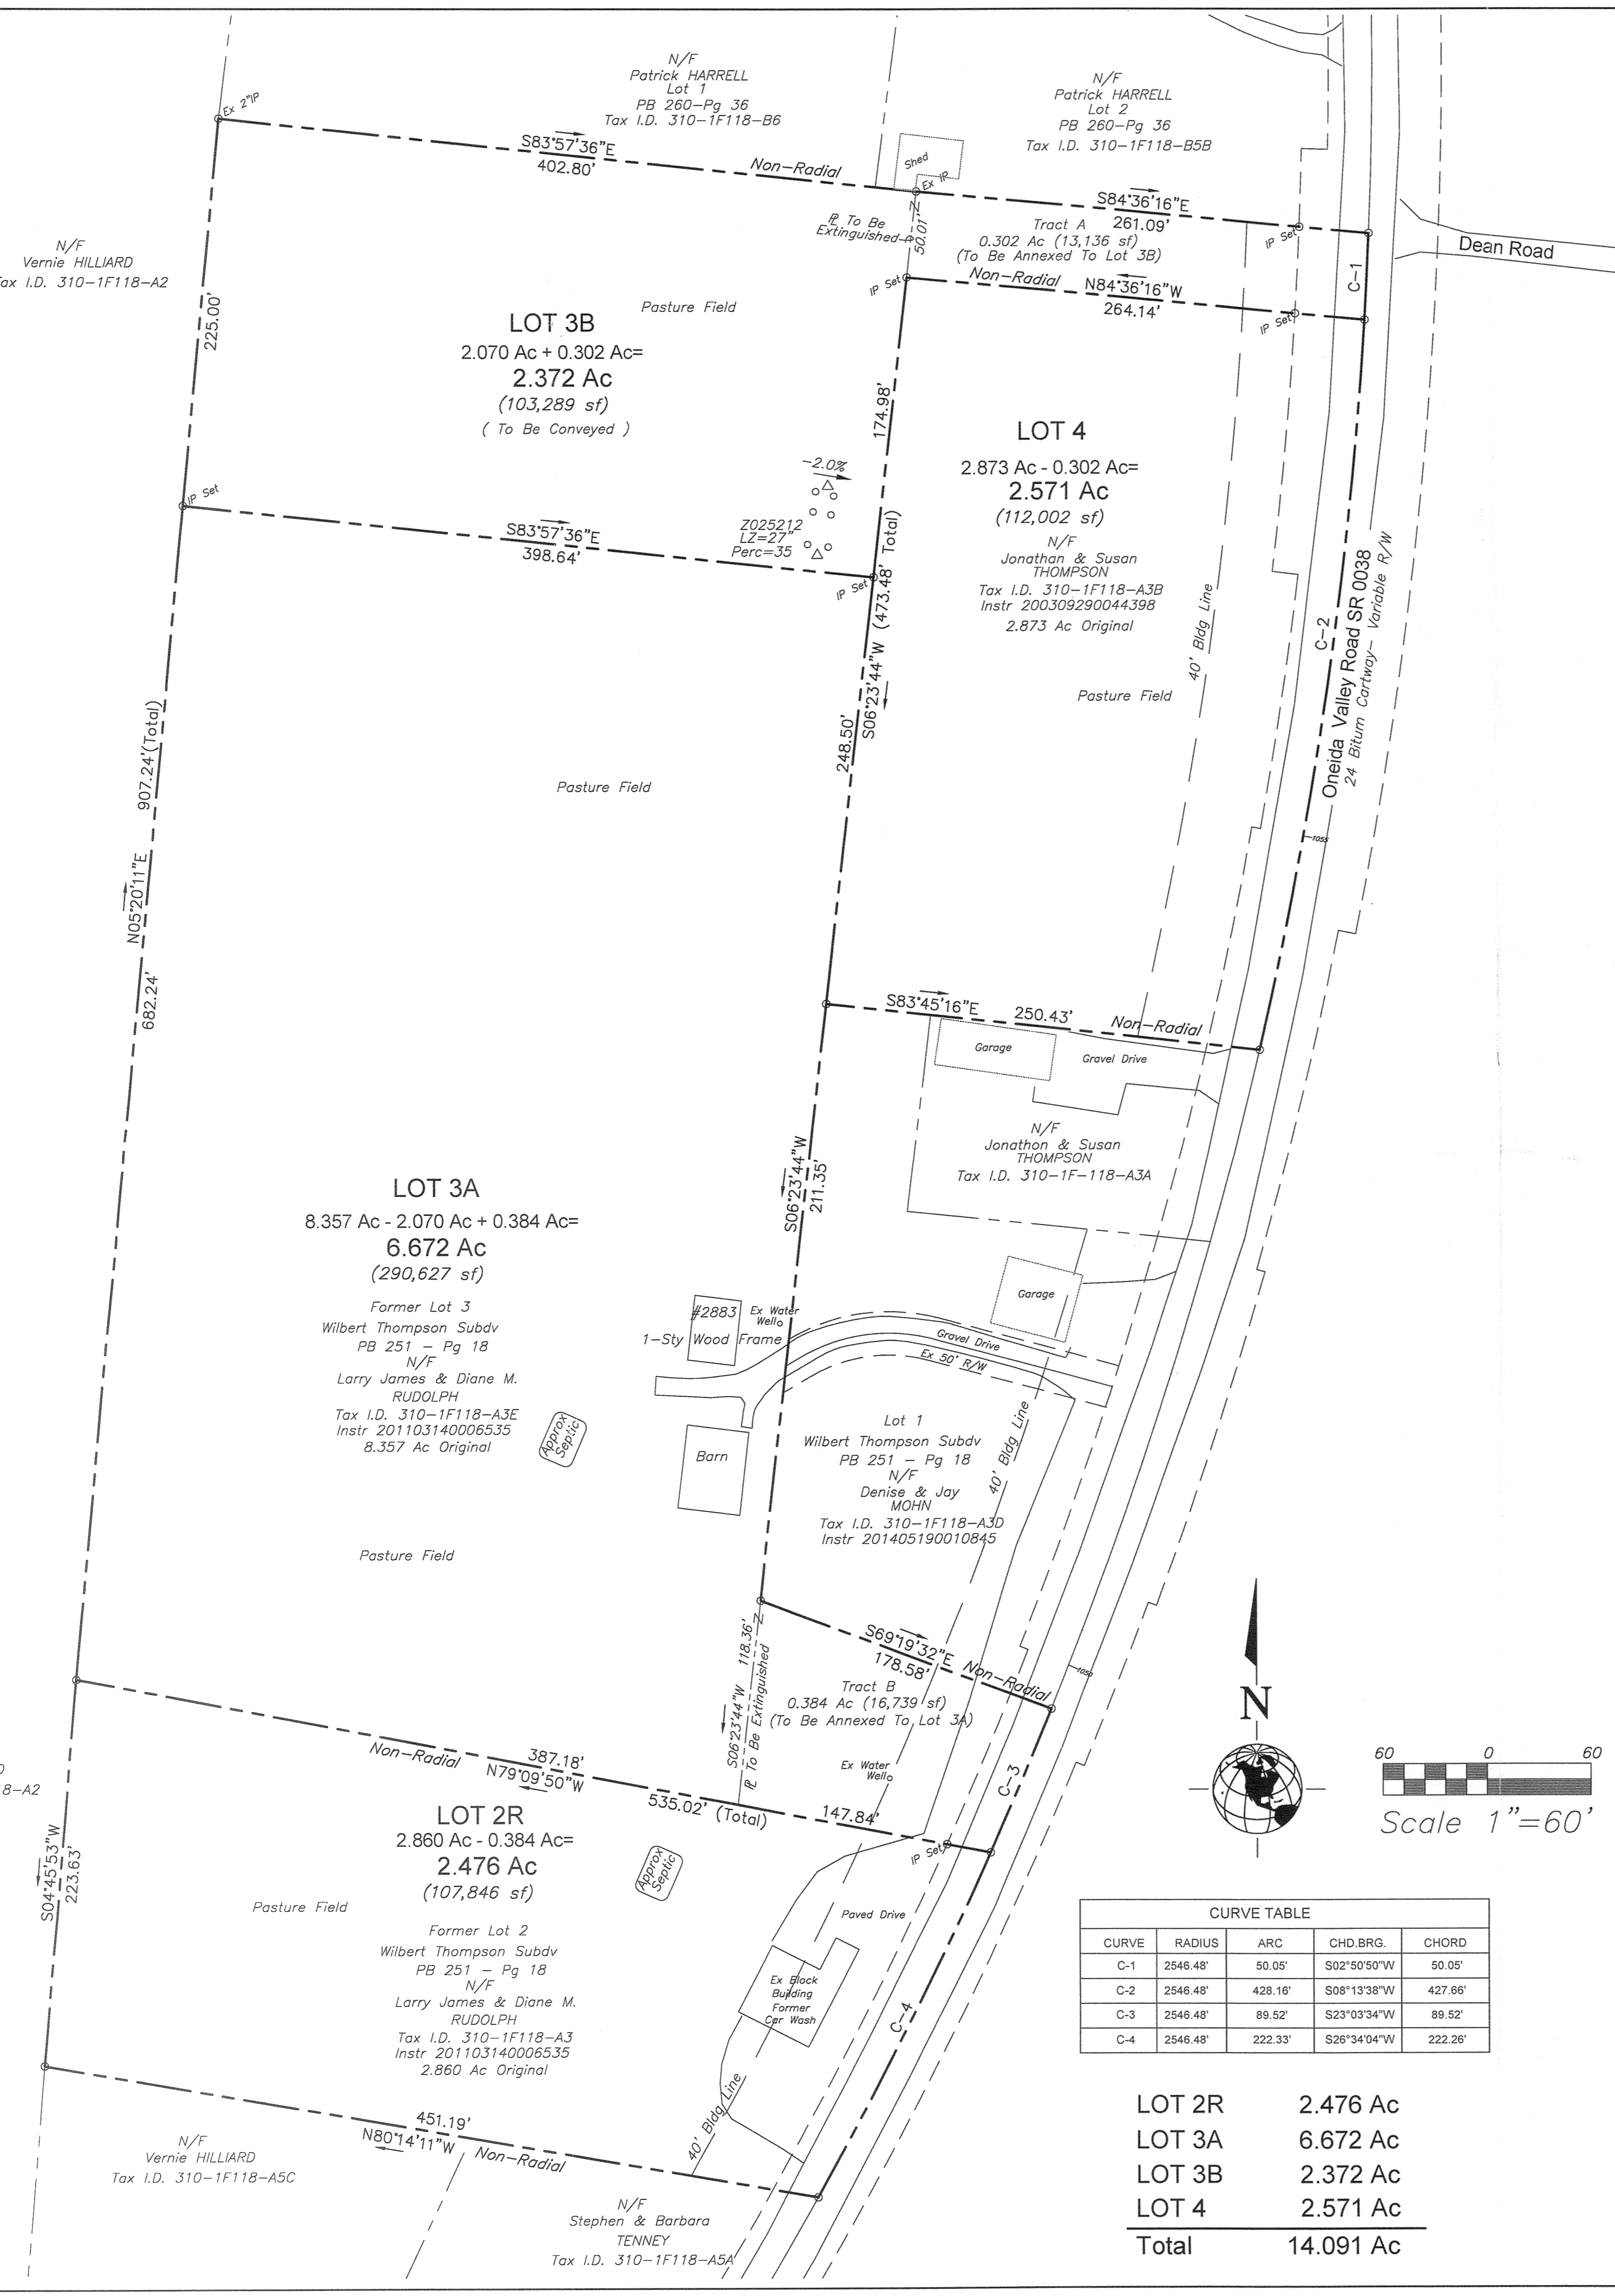 N/F
Patrick HARRELL
Lot 1
PB 260-Pg 36
Tax I.D. 310-1F118-B6
N/F
Patrick HARRELL
Lot 2
PB 260-Pg 36
Tax I.D. 310-1F118-B5B
Ex 2"IP
S83°57'36"E
402.80'
Non-Radial
Shed
Ex IP
S84°36'16"E
261.09'
IP Set
Dean Road
N/F
Vernie HILLIARD
Tax I.D. 310-1F118-A2
225.00'
PL To Be
Extinguished
50.01'
Tract A
0.302 Ac (13,136 sf)
(To Be Annexed To Lot 3B)
C-1
IP Set
Non-Radial
N84°36'16"W
264.14'
IP Set
Pasture Field
LOT 3B
2.070 Ac + 0.302 Ac=
2.372 Ac
(103,289 sf)
( To Be Conveyed )
174.98'
LOT 4
2.873 Ac - 0.302 Ac=
2.571 Ac
(112,002 sf)
N/F
Jonathan & Susan
THOMPSON
Tax I.D. 310-1F118-A3B
Instr 200309290044398
2.873 Ac Original
-2.0%
Z025212
LZ=27"
Perc=35
IP Set
S83°57'36"E
398.64'
IP Set
S06°23'44"W (473.48' Total)
248.50'
40' Bldg Line
Pasture Field
C-2
Oneida Valley Road SR 0038
24 Bitum Cartway- Variable R/W
1055
Pasture Field
N05°20'11"E 907.24'(Total)
682.24'
S83°45'16"E
250.43'
Non-Radial
Garage
Gravel Drive
N/F
Jonathon & Susan
THOMPSON
Tax I.D. 310-1F-118-A3A
S06°23'44"W
211.35'
LOT 3A
8.357 Ac - 2.070 Ac + 0.384 Ac=
6.672 Ac
(290,627 sf)
Former Lot 3
Wilbert Thompson Subdv
PB 251 - Pg 18
N/F
Larry James & Diane M.
RUDOLPH
Tax I.D. 310-1F118-A3E
Instr 201103140006535
8.357 Ac Original
Approx
Septic
#2883
1-Sty Wood Frame
Ex Water
Well
Garage
Gravel Drive
Ex 50' R/W
Barn
Lot 1
Wilbert Thompson Subdv
PB 251 - Pg 18
N/F
Denise & Jay
MOHN
Tax I.D. 310-1F118-A3D
Instr 201405190010845
40' Bldg Line
Pasture Field
S69°19'32"E
178.58'
Non-Radial
1050
S06°23'44"W 118.36'
PL To Be Extinguished
Tract B
0.384 Ac (16,739 sf)
(To Be Annexed To Lot 3A)
Ex Water
Well
C-3
Non-Radial
387.18'
N79°09'50"W
535.02' (Total)
147.84'
IP Set
8-A2
S04°45'53"W
223.63'
LOT 2R
2.860 Ac - 0.384 Ac=
2.476 Ac
(107,846 sf)
Pasture Field
Former Lot 2
Wilbert Thompson Subdv
PB 251 - Pg 18
N/F
Larry James & Diane M.
RUDOLPH
Tax I.D. 310-1F118-A3
Instr 201103140006535
2.860 Ac Original
Approx
Septic
Paved Drive
Ex Block
Building
Former
Car Wash
C-4
40' Bldg Line
451.19'
N80°14'11"W
Non-Radial
N/F
Vernie HILLIARD
Tax I.D. 310-1F118-A5C
N/F
Stephen & Barbara
TENNEY
Tax I.D. 310-1F118-A5A
N
60 0 60
Scale 1"=60'
CURVE TABLE
CURVE RADIUS ARC CHD.BRG. CHORD
C-1 2546.48' 50.05' S02°50'50"W 50.05'
C-2 2546.48' 428.16' S08°13'38"W 427.66'
C-3 2546.48' 89.52' S23°03'34"W 89.52'
C-4 2546.48' 222.33' S26°34'04"W 222.26'
LOT 2R 2.476 Ac
LOT 3A 6.672 Ac
LOT 3B 2.372 Ac
LOT 4 2.571 Ac
Total 14.091 Ac